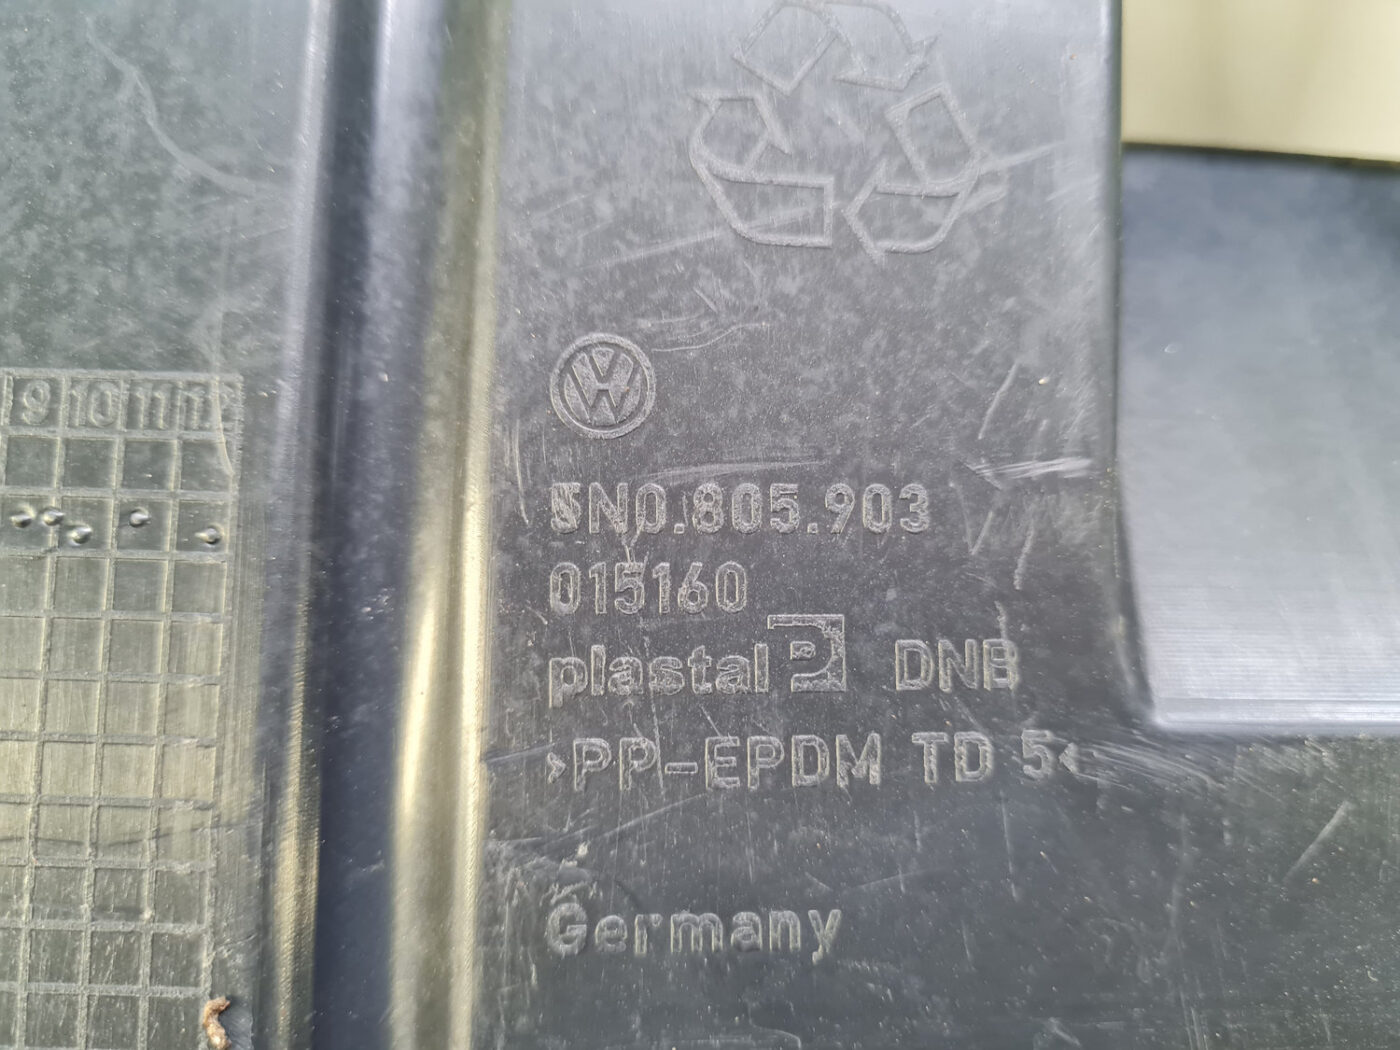 9 10 11 12
5N0.805.903
015160
plastal P DNB
>PP-EPDM TD 5<
Germany